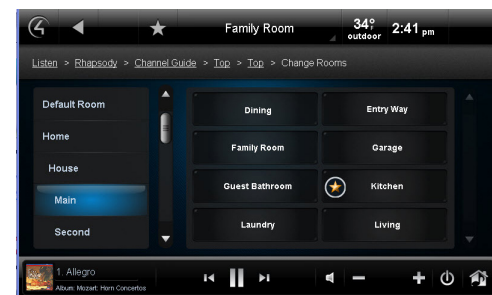 Family Room
34°
outdoor
2:41 pm
Listen > Rhapsody > Channel Guide > Top > Top > Change Rooms
Default Room
Home
House
Main
Second
Dining
Entry Way
Family Room
Garage
Guest Bathroom
Kitchen
Laundry
Living
1. Allegro
Album: Mozart: Horn Concertos